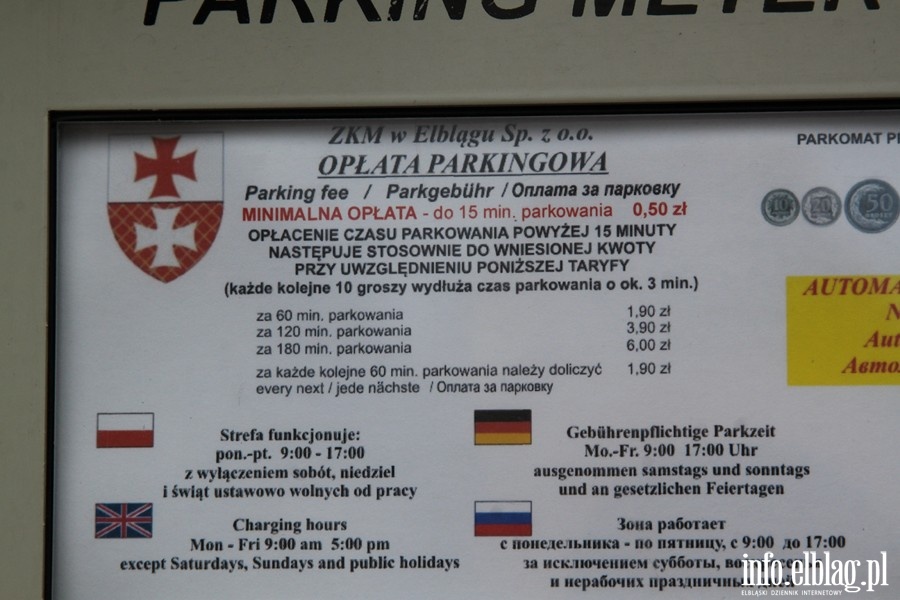 PARKING METER
ZKM w Elblągu Sp. z o.o.
OPŁATA PARKINGOWA
PARKOMAT
Parking fee / Parkgebühr / Оплата за парковку
MINIMALNA OPŁATA - do 15 min. parkowania 0,50 zł
10 20 50
OPŁACENIE CZASU PARKOWANIA POWYŻEJ 15 MINUTY
NASTĘPUJE STOSOWNIE DO WNIESIONEJ KWOTY
PRZY UWZGLĘDNIENIU PONIŻSZEJ TARYFY
(każde kolejne 10 groszy wydłuża czas parkowania o ok. 3 min.)
za 60 min. parkowania 1,90 zł
za 120 min. parkowania 3,90 zł
za 180 min. parkowania 6,00 zł
za każde kolejne 60 min. parkowania należy doliczyć 1,90 zł
every next / jede nächste / Оплата за парковку
Strefa funkcjonuje:
pon.-pt. 9:00 - 17:00
z wyłączeniem sobót, niedziel
i świąt ustawowo wolnych od pracy
Gebührenpflichtige Parkzeit
Mo.-Fr. 9:00 17:00 Uhr
ausgenommen samstags und sonntags
und an gesetzlichen Feiertagen
Charging hours
Mon - Fri 9:00 am 5:00 pm
except Saturdays, Sundays and public holidays
Зона работает
с понедельника - по пятницу, с 9:00 до 17:00
за исключением субботы,
и нерабочих праздничных
info.elblag.pl
ELBLĄSKI DZIENNIK INTERNETOWY